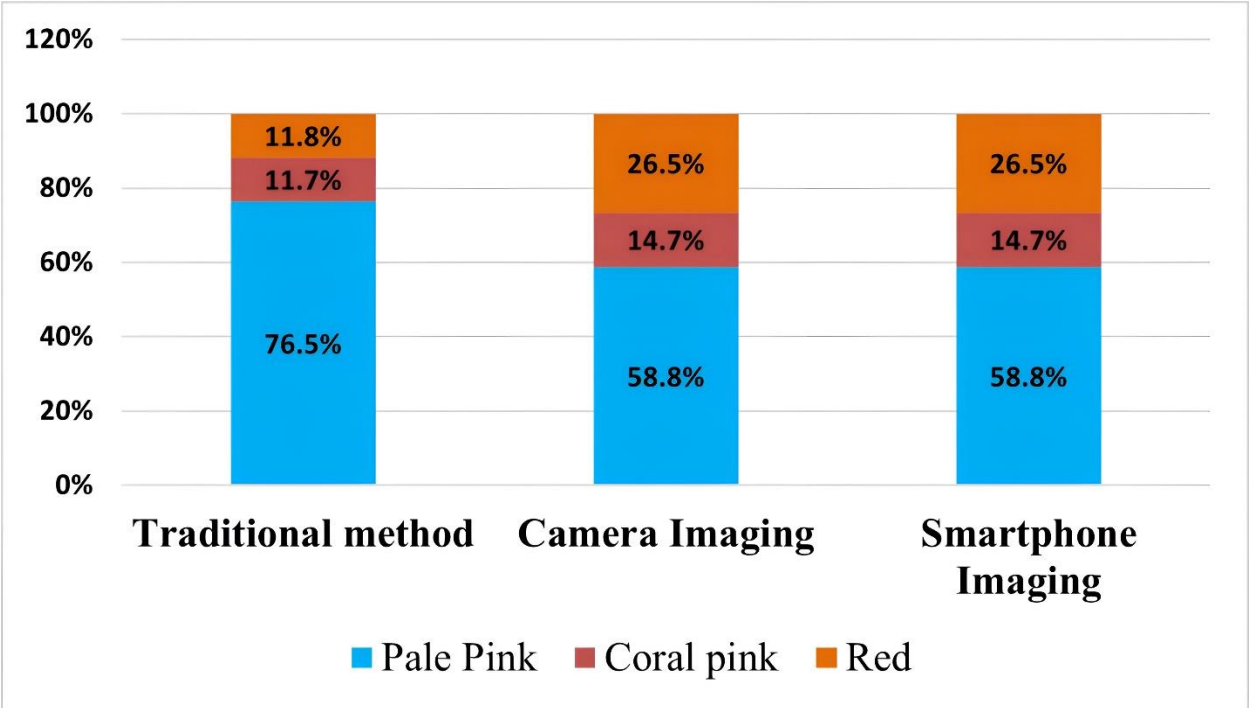 120%
100%
80%
60%
40%
20%
0%
11.8%
11.7%
76.5%
26.5%
14.7%
58.8%
26.5%
14.7%
58.8%
Traditional method
Camera Imaging
Smartphone
Imaging
Pale Pink
Coral pink
Red